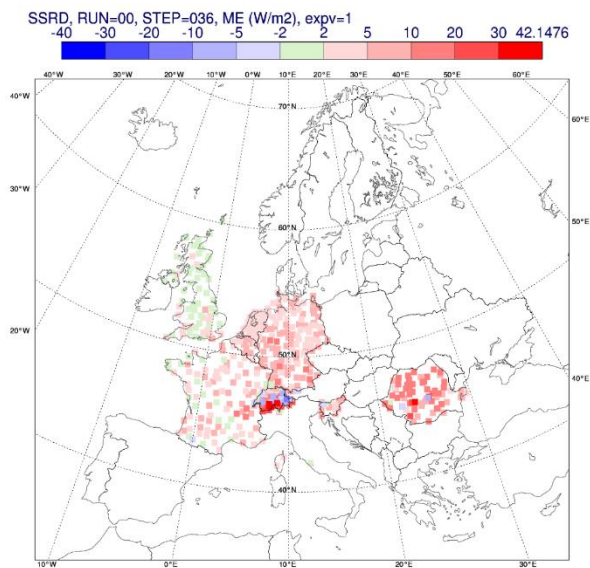 SSRD, RUN=00, STEP=036, ME (W/m2), expv=1
-40 -30 -20 -10 -5 -2 2 5 10 20 30 42.1476
40°W 30°W 20°W 10°W 0°W 10°E 20°E 30°E 40°E 50°E 60°E
40°W
70°N
60°E
30°W
60°N
50°E
20°W
50°N
40°E
40°N
10°W 0°E 10°E 20°E 30°E